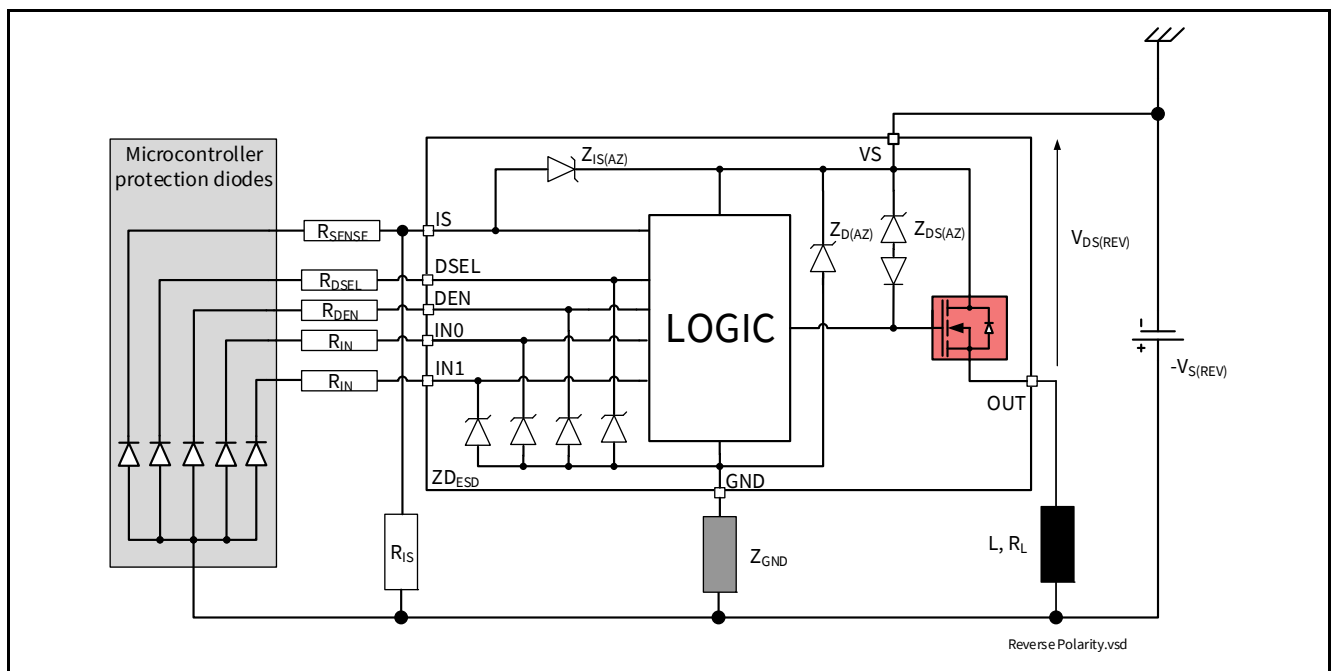 Microcontroller
protection diodes
Z_IS(AZ)
VS
IS
R_SENSE
Z_D(AZ)
Z_DS(AZ)
V_DS(REV)
DSEL
R_DSEL
DEN
R_DEN
LOGIC
IN0
R_IN
IN1
R_IN
-
+
-V_S(REV)
OUT
ZD_ESD
GND
R_IS
Z_GND
L, R_L
Reverse Polarity.vsd